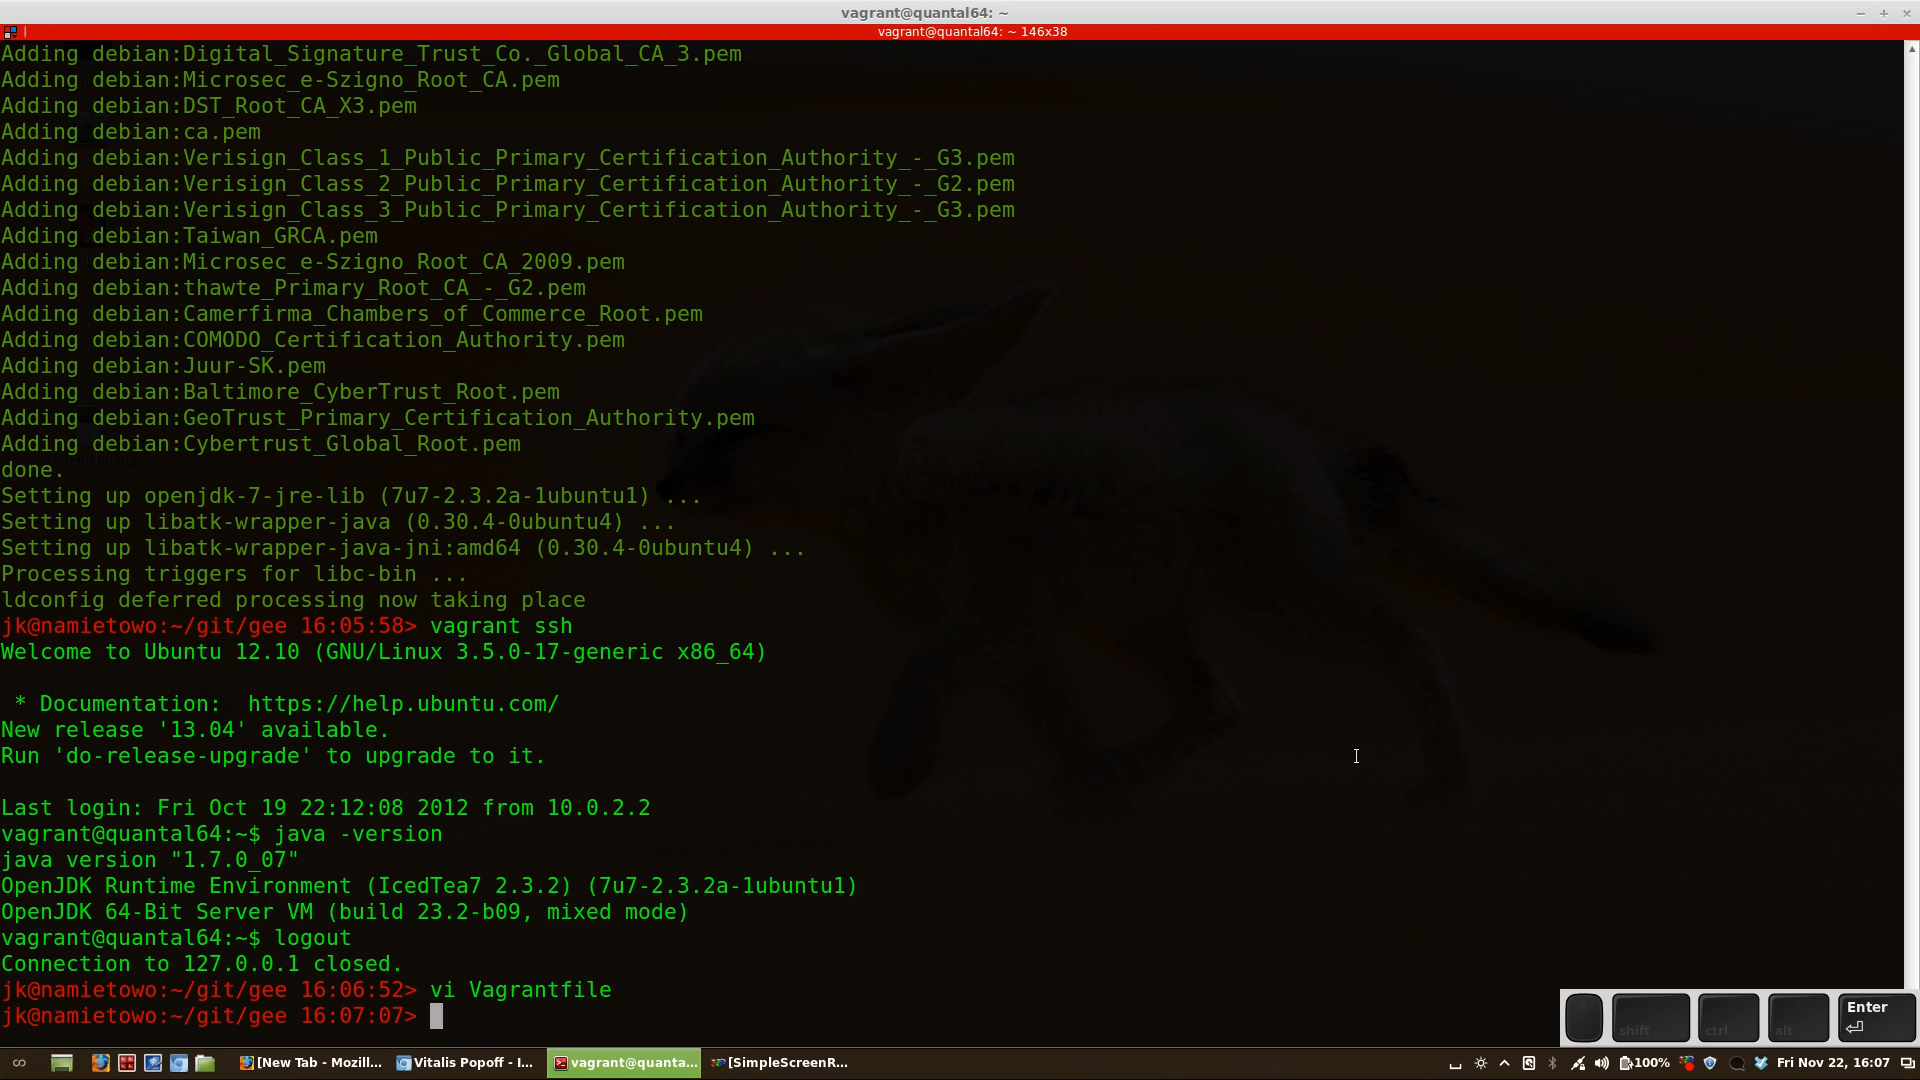 vagrant@quantal64: ~
vagrant@quantal64: ~ 146x38
Adding debian:Digital_Signature_Trust_Co._Global_CA_3.pem
Adding debian:Microsec_e-Szigno_Root_CA.pem
Adding debian:DST_Root_CA_X3.pem
Adding debian:ca.pem
Adding debian:Verisign_Class_1_Public_Primary_Certification_Authority_-_G3.pem
Adding debian:Verisign_Class_2_Public_Primary_Certification_Authority_-_G2.pem
Adding debian:Verisign_Class_3_Public_Primary_Certification_Authority_-_G3.pem
Adding debian:Taiwan_GRCA.pem
Adding debian:Microsec_e-Szigno_Root_CA_2009.pem
Adding debian:thawte_Primary_Root_CA_-_G2.pem
Adding debian:Camerfirma_Chambers_of_Commerce_Root.pem
Adding debian:COMODO_Certification_Authority.pem
Adding debian:Juur-SK.pem
Adding debian:Baltimore_CyberTrust_Root.pem
Adding debian:GeoTrust_Primary_Certification_Authority.pem
Adding debian:Cybertrust_Global_Root.pem
done.
Setting up openjdk-7-jre-lib (7u7-2.3.2a-1ubuntu1) ...
Setting up libatk-wrapper-java (0.30.4-0ubuntu4) ...
Setting up libatk-wrapper-java-jni:amd64 (0.30.4-0ubuntu4) ...
Processing triggers for libc-bin ...
ldconfig deferred processing now taking place
jk@namietowo:~/git/gee 16:05:58> vagrant ssh
Welcome to Ubuntu 12.10 (GNU/Linux 3.5.0-17-generic x86_64)
* Documentation:  https://help.ubuntu.com/
New release '13.04' available.
Run 'do-release-upgrade' to upgrade to it.
Last login: Fri Oct 19 22:12:08 2012 from 10.0.2.2
vagrant@quantal64:~$ java -version
java version "1.7.0_07"
OpenJDK Runtime Environment (IcedTea7 2.3.2) (7u7-2.3.2a-1ubuntu1)
OpenJDK 64-Bit Server VM (build 23.2-b09, mixed mode)
vagrant@quantal64:~$ logout
Connection to 127.0.0.1 closed.
jk@namietowo:~/git/gee 16:06:52> vi Vagrantfile
jk@namietowo:~/git/gee 16:07:07>
shift ctrl alt Enter
[New Tab - Mozill... Vitalis Popoff - I... vagrant@quanta... [SimpleScreenR... 100% Fri Nov 22, 16:07